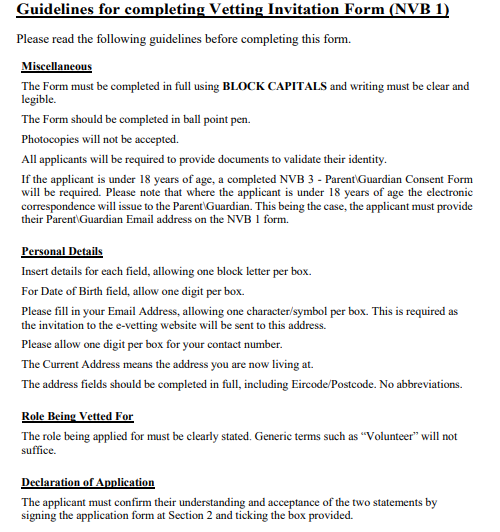 Guidelines for completing Vetting Invitation Form (NVB 1)
Please read the following guidelines before completing this form.
Miscellaneous
The Form must be completed in full using BLOCK CAPITALS and writing must be clear and
legible.
The Form should be completed in ball point pen.
Photocopies will not be accepted.
All applicants will be required to provide documents to validate their identity.
If the applicant is under 18 years of age, a completed NVB 3 - Parent\Guardian Consent Form
will be required. Please note that where the applicant is under 18 years of age the electronic
correspondence will issue to the Parent\Guardian. This being the case, the applicant must provide
their Parent\Guardian Email address on the NVB 1 form.
Personal Details
Insert details for each field, allowing one block letter per box.
For Date of Birth field, allow one digit per box.
Please fill in your Email Address, allowing one character/symbol per box. This is required as
the invitation to the e-vetting website will be sent to this address.
Please allow one digit per box for your contact number.
The Current Address means the address you are now living at.
The address fields should be completed in full, including Eircode/Postcode. No abbreviations.
Role Being Vetted For
The role being applied for must be clearly stated. Generic terms such as “Volunteer” will not
suffice.
Declaration of Application
The applicant must confirm their understanding and acceptance of the two statements by
signing the application form at Section 2 and ticking the box provided.